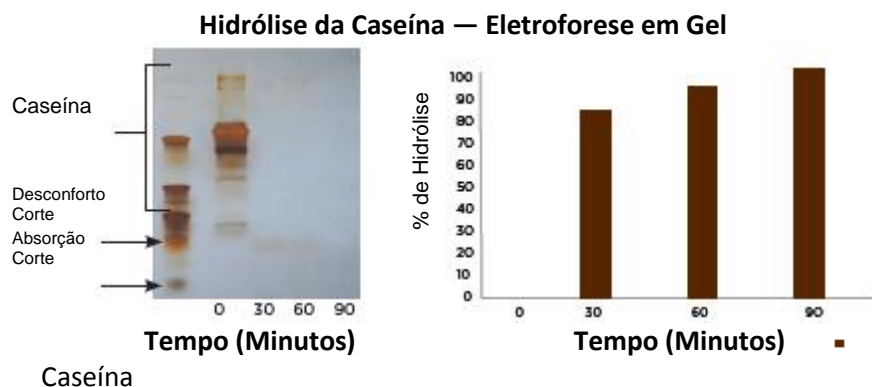 Hidrólise da Caseína — Eletroforese em Gel
Caseína
Desconforto
Corte
Absorção
Corte
0 30 60 90
Tempo (Minutos)
% de Hidrólise
100
90
80
70
60
50
40
30
20
10
0
0 30 60 90
Tempo (Minutos)
Caseína